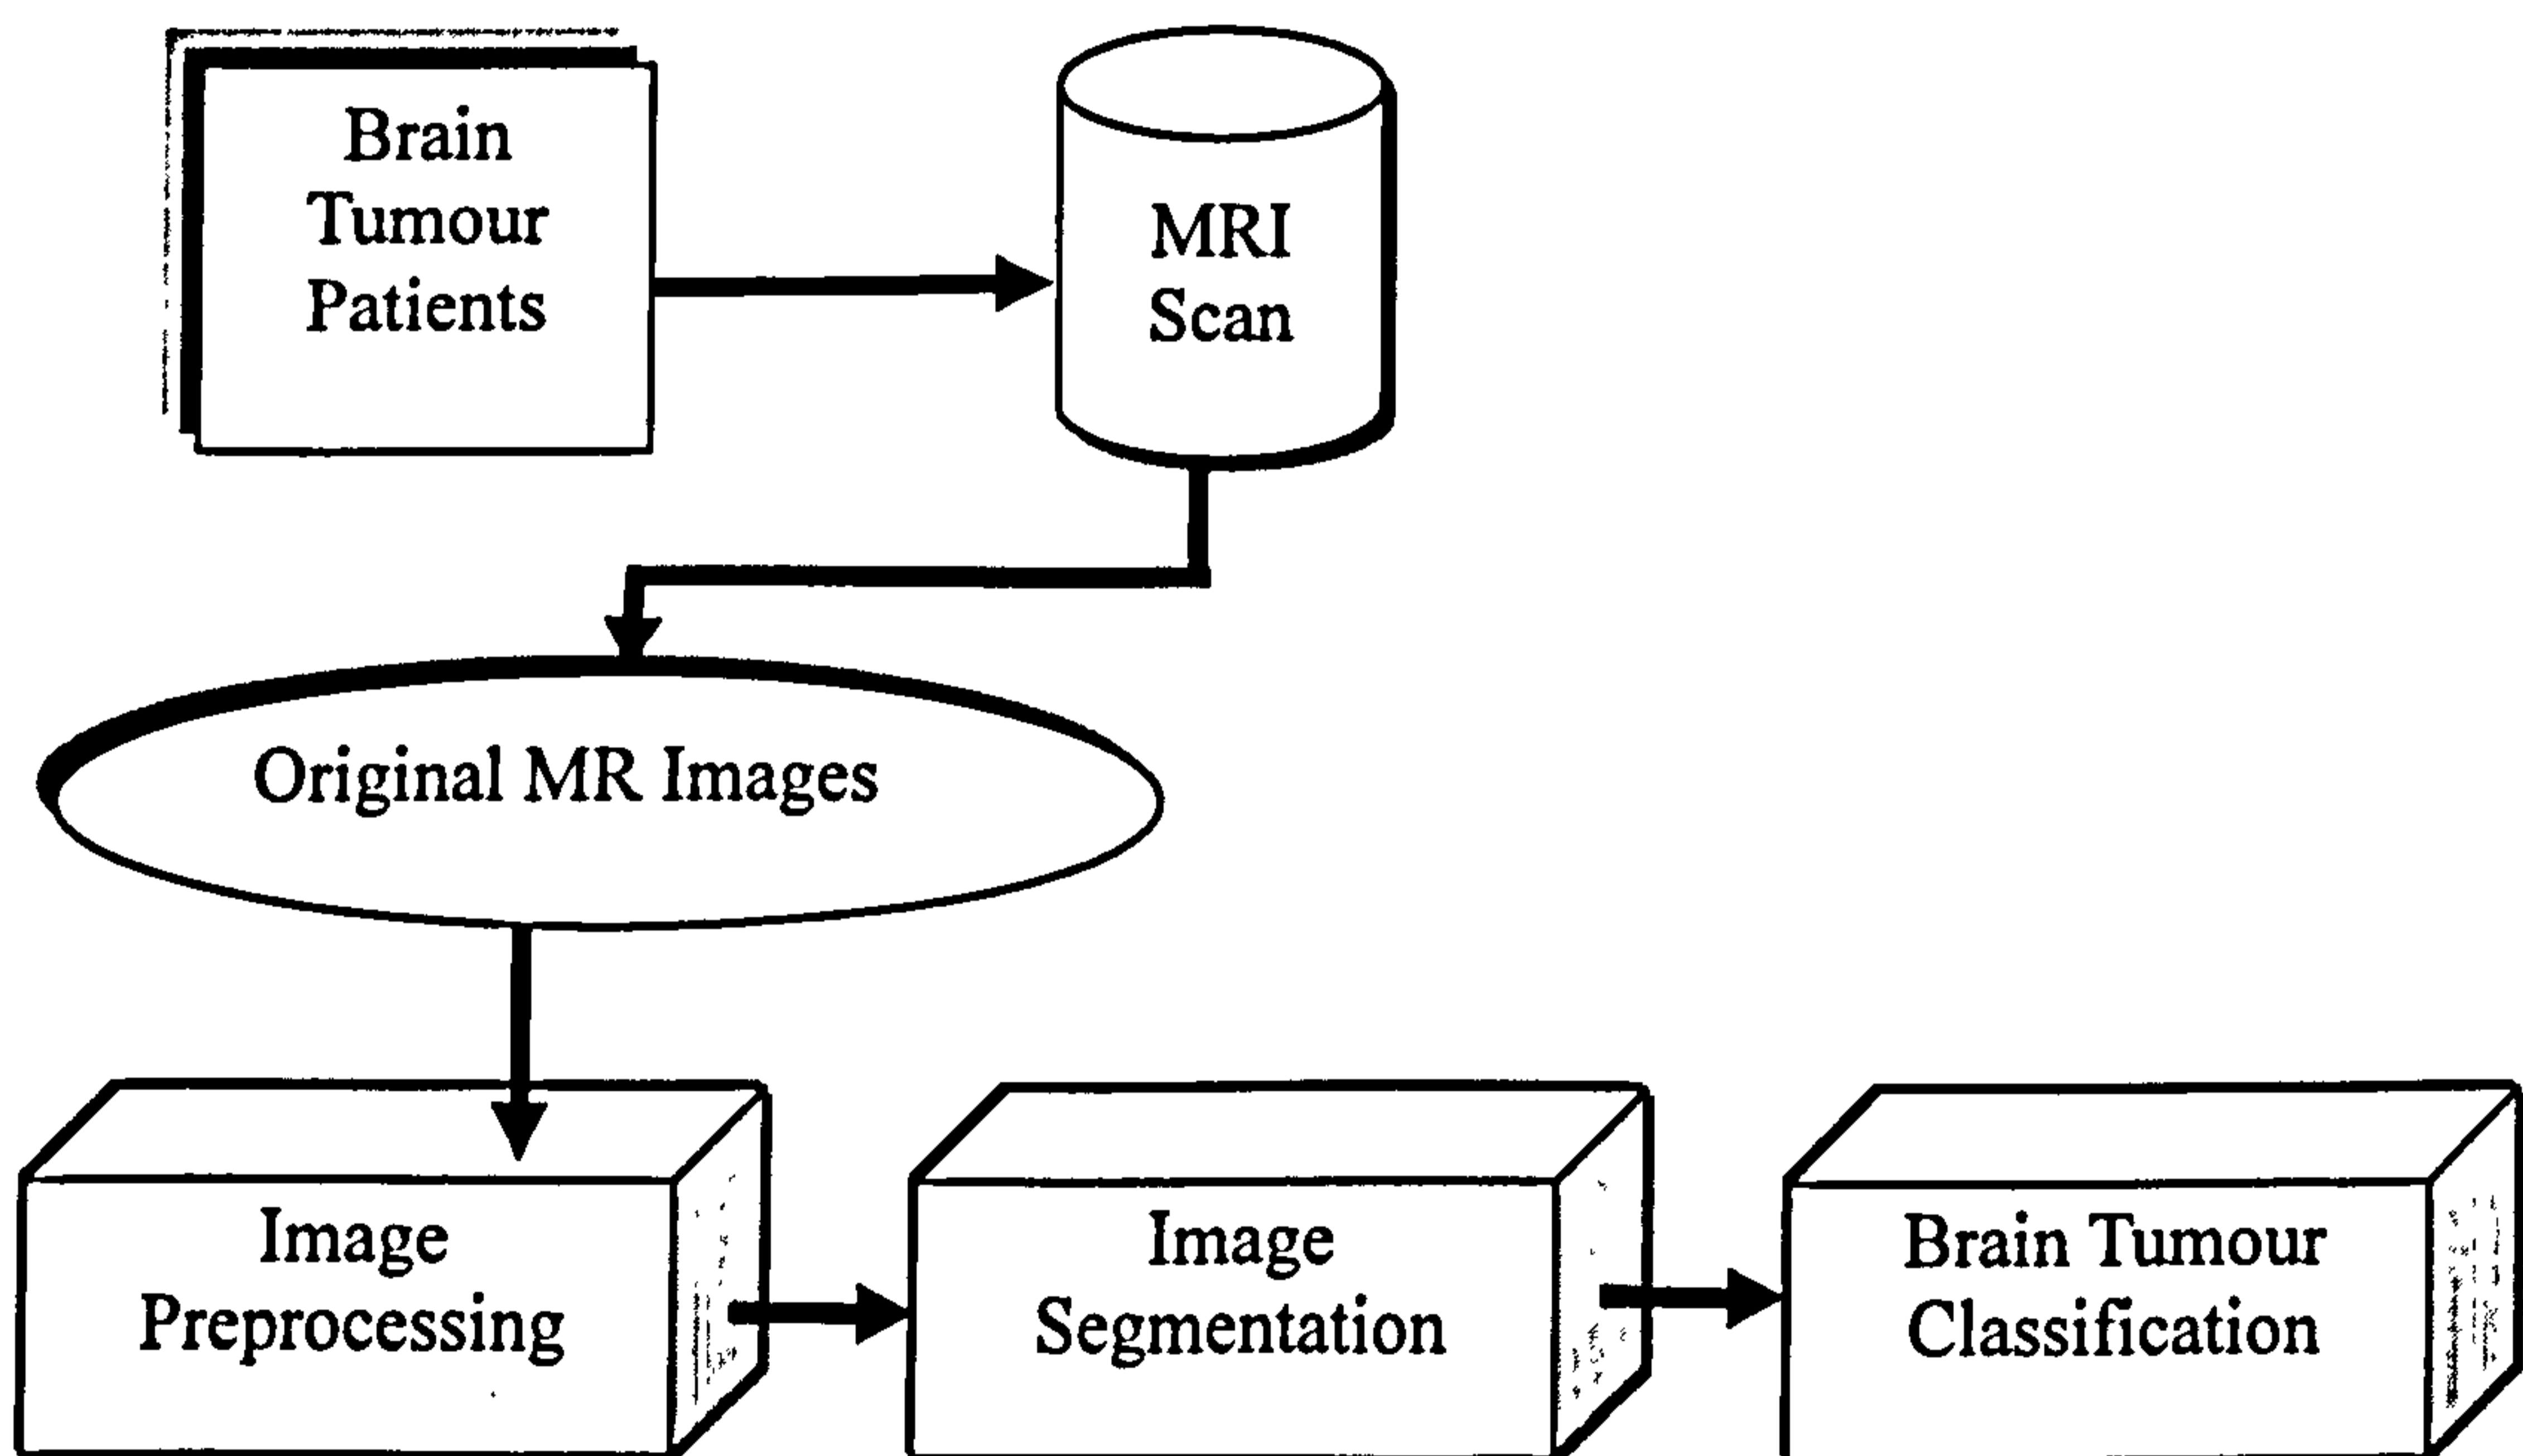 Brain
Tumour
Patients
MRI
Scan
Original MR Images
Image
Preprocessing
Image
Segmentation
Brain Tumour
Classification